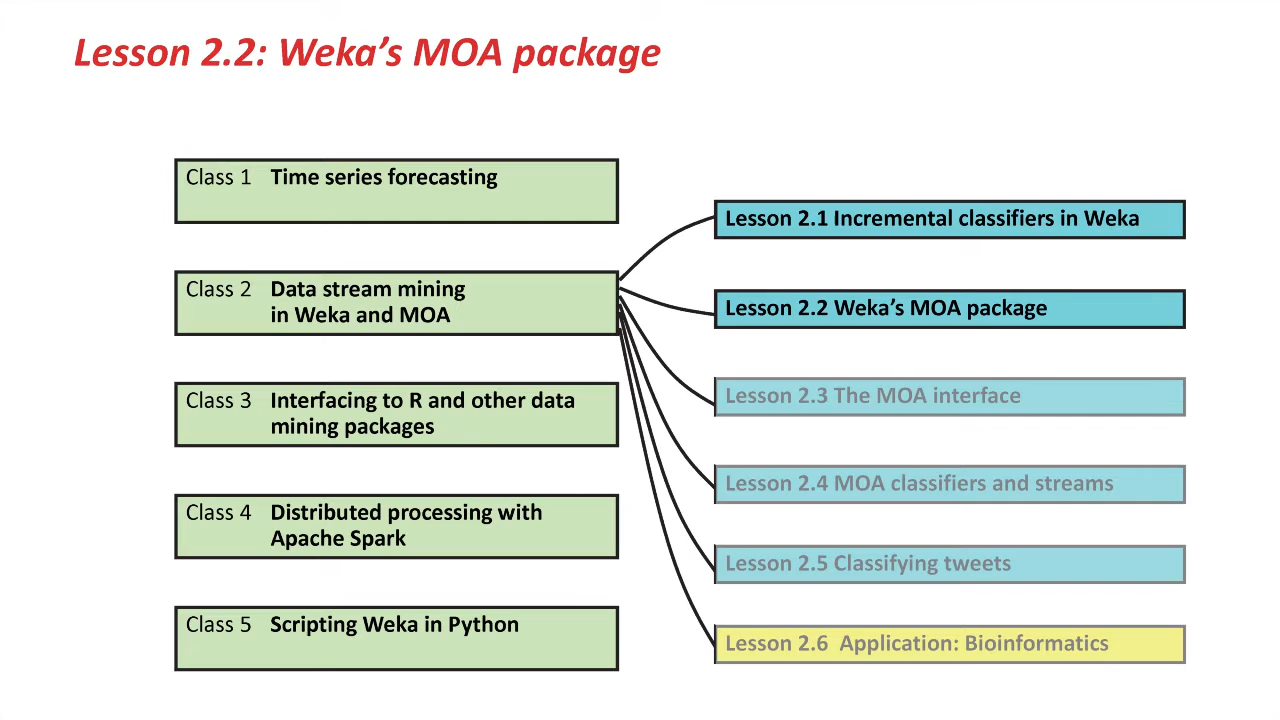 Lesson 2.2: Weka’s MOA package
Class 1 Time series forecasting
Class 2 Data stream mining
in Weka and MOA
Class 3 Interfacing to R and other data
mining packages
Class 4 Distributed processing with
Apache Spark
Class 5 Scripting Weka in Python
Lesson 2.1 Incremental classifiers in Weka
Lesson 2.2 Weka’s MOA package
Lesson 2.3 The MOA interface
Lesson 2.4 MOA classifiers and streams
Lesson 2.5 Classifying tweets
Lesson 2.6 Application: Bioinformatics